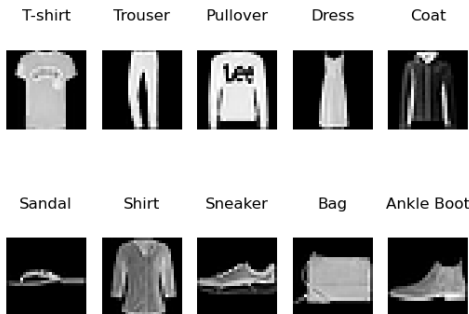 T-shirt Trouser Pullover Dress Coat
Lee
Sandal Shirt Sneaker Bag Ankle Boot